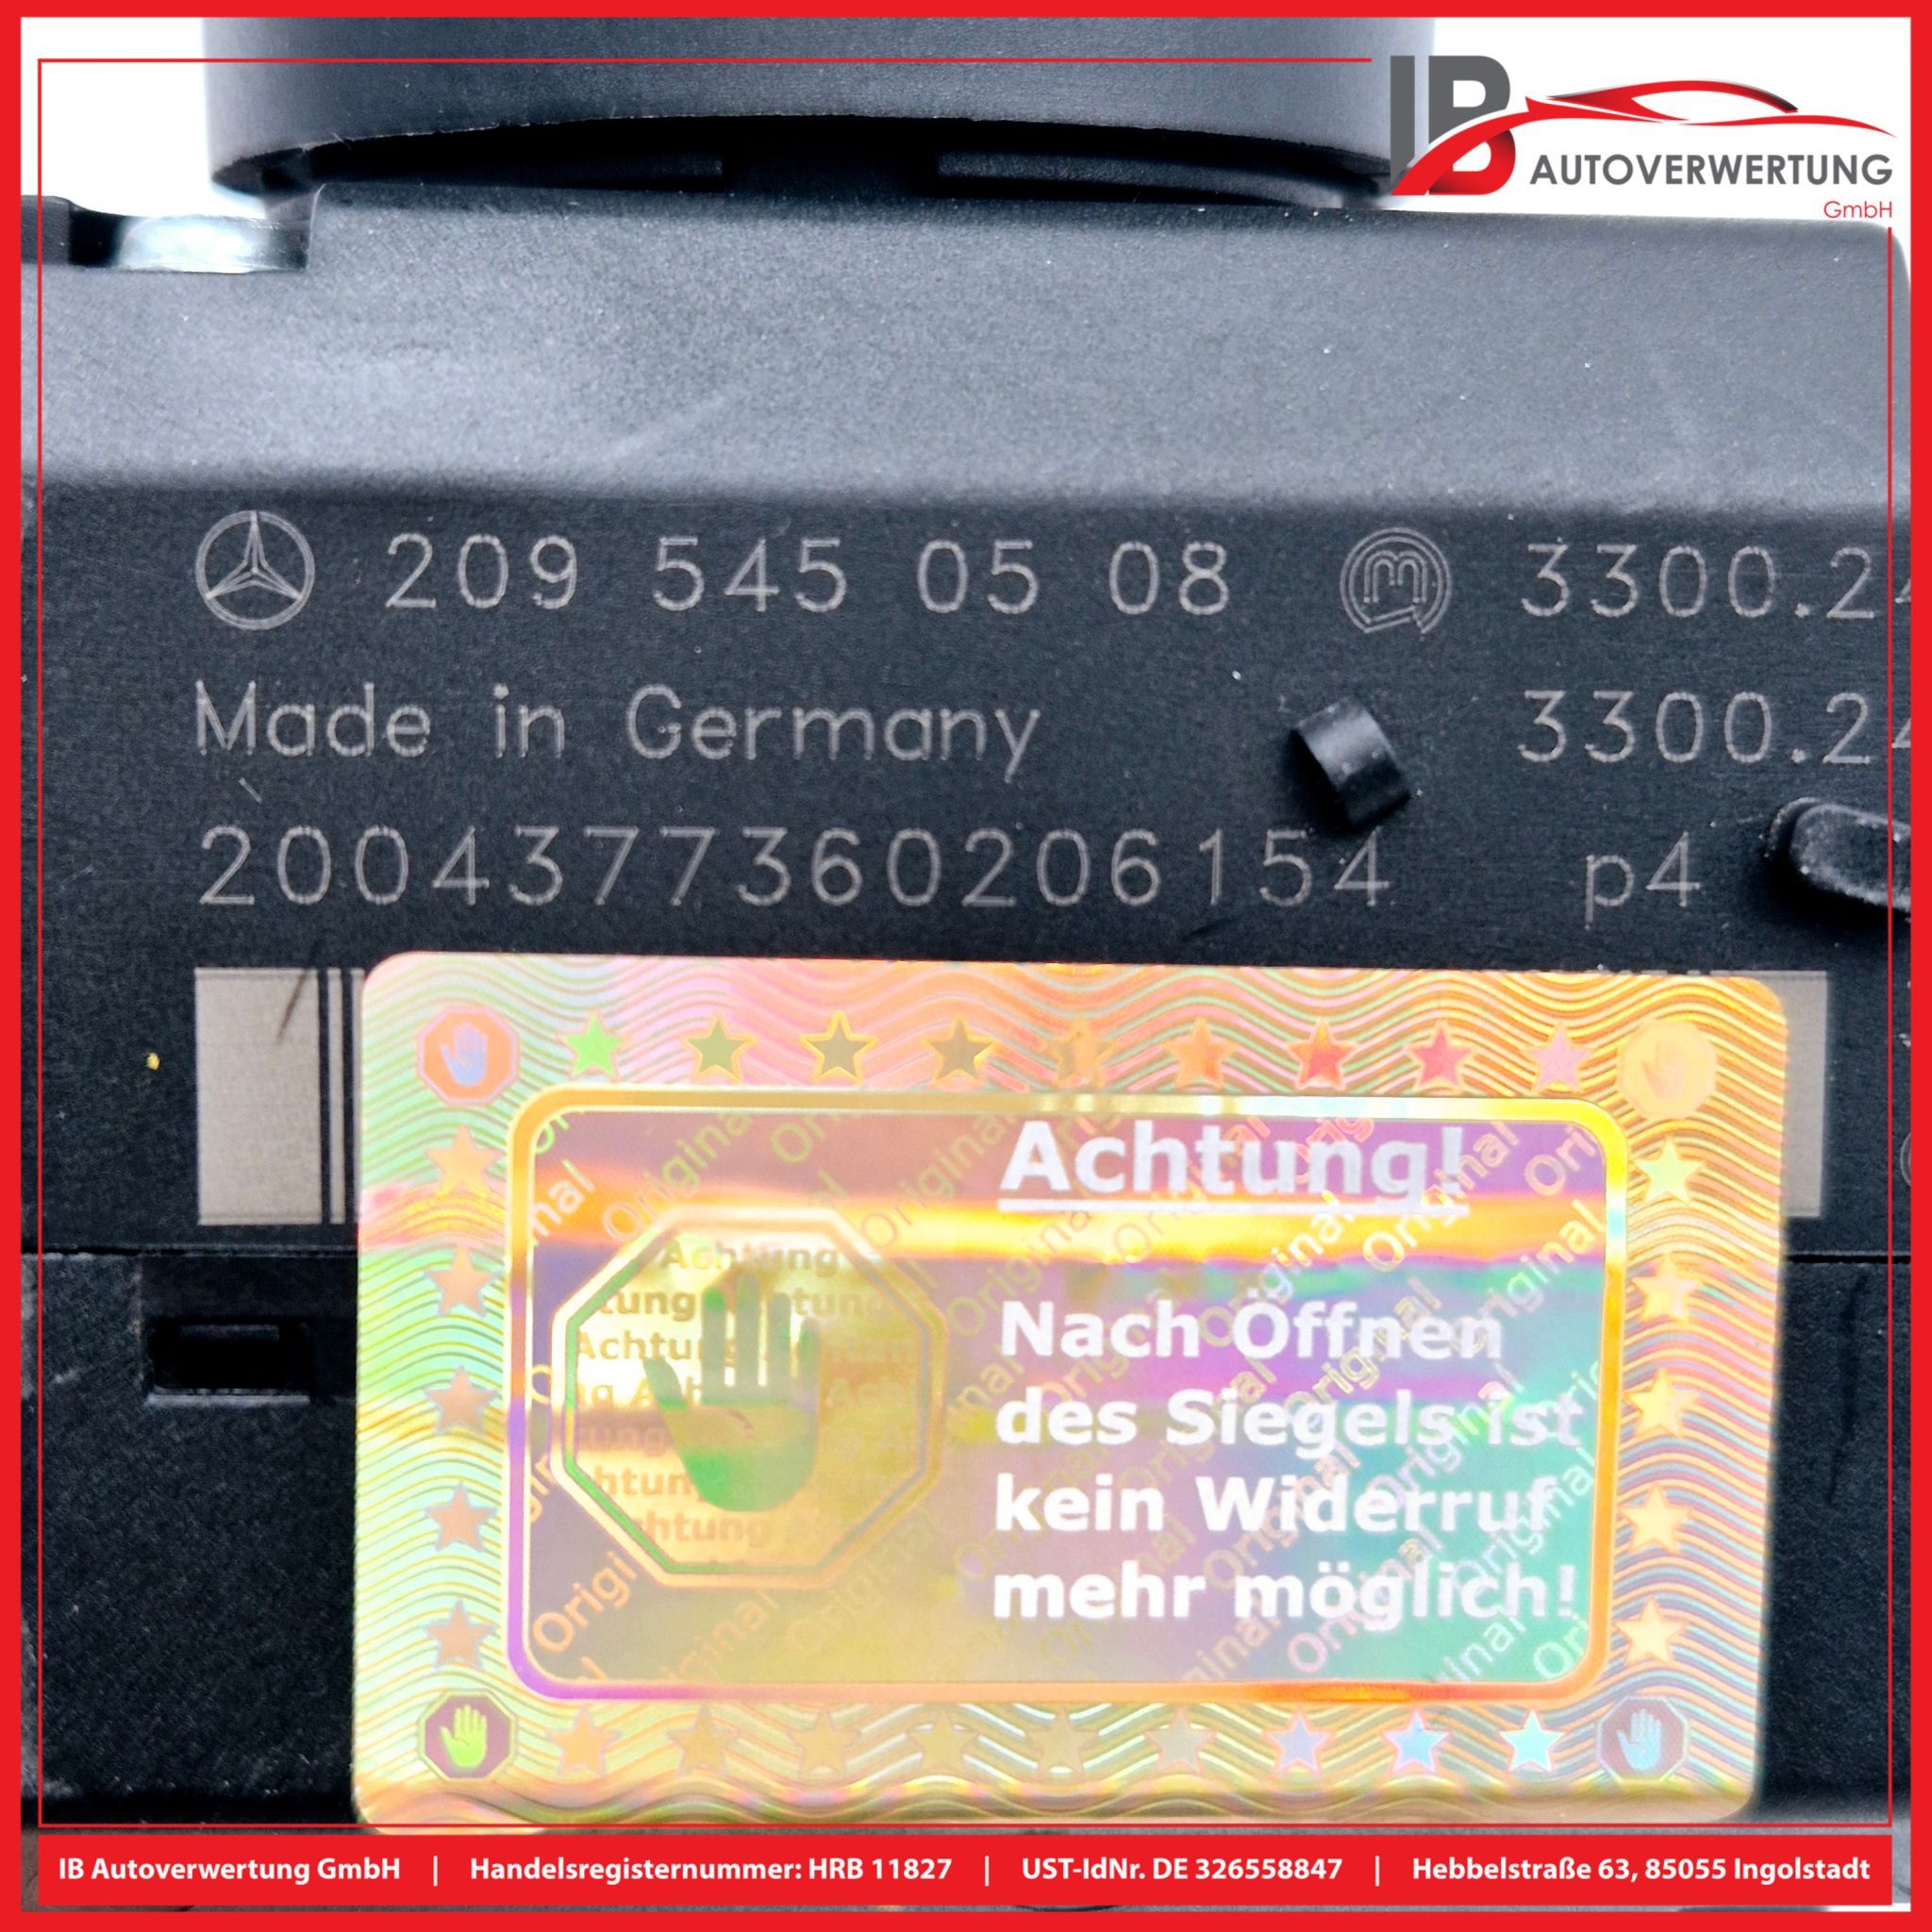 IB
AUTOVERWERTUNG
GmbH
209 545 05 08 3300.2
Made in Germany 3300.2
2004377360206154 p4
Achtung!
Nach Öffnen
des Siegels ist
kein Widerruf
mehr möglich!
IB Autoverwertung GmbH | Handelsregisternummer: HRB 11827 | UST-IdNr. DE 326558847 | Hebbelstraße 63, 85055 Ingolstadt